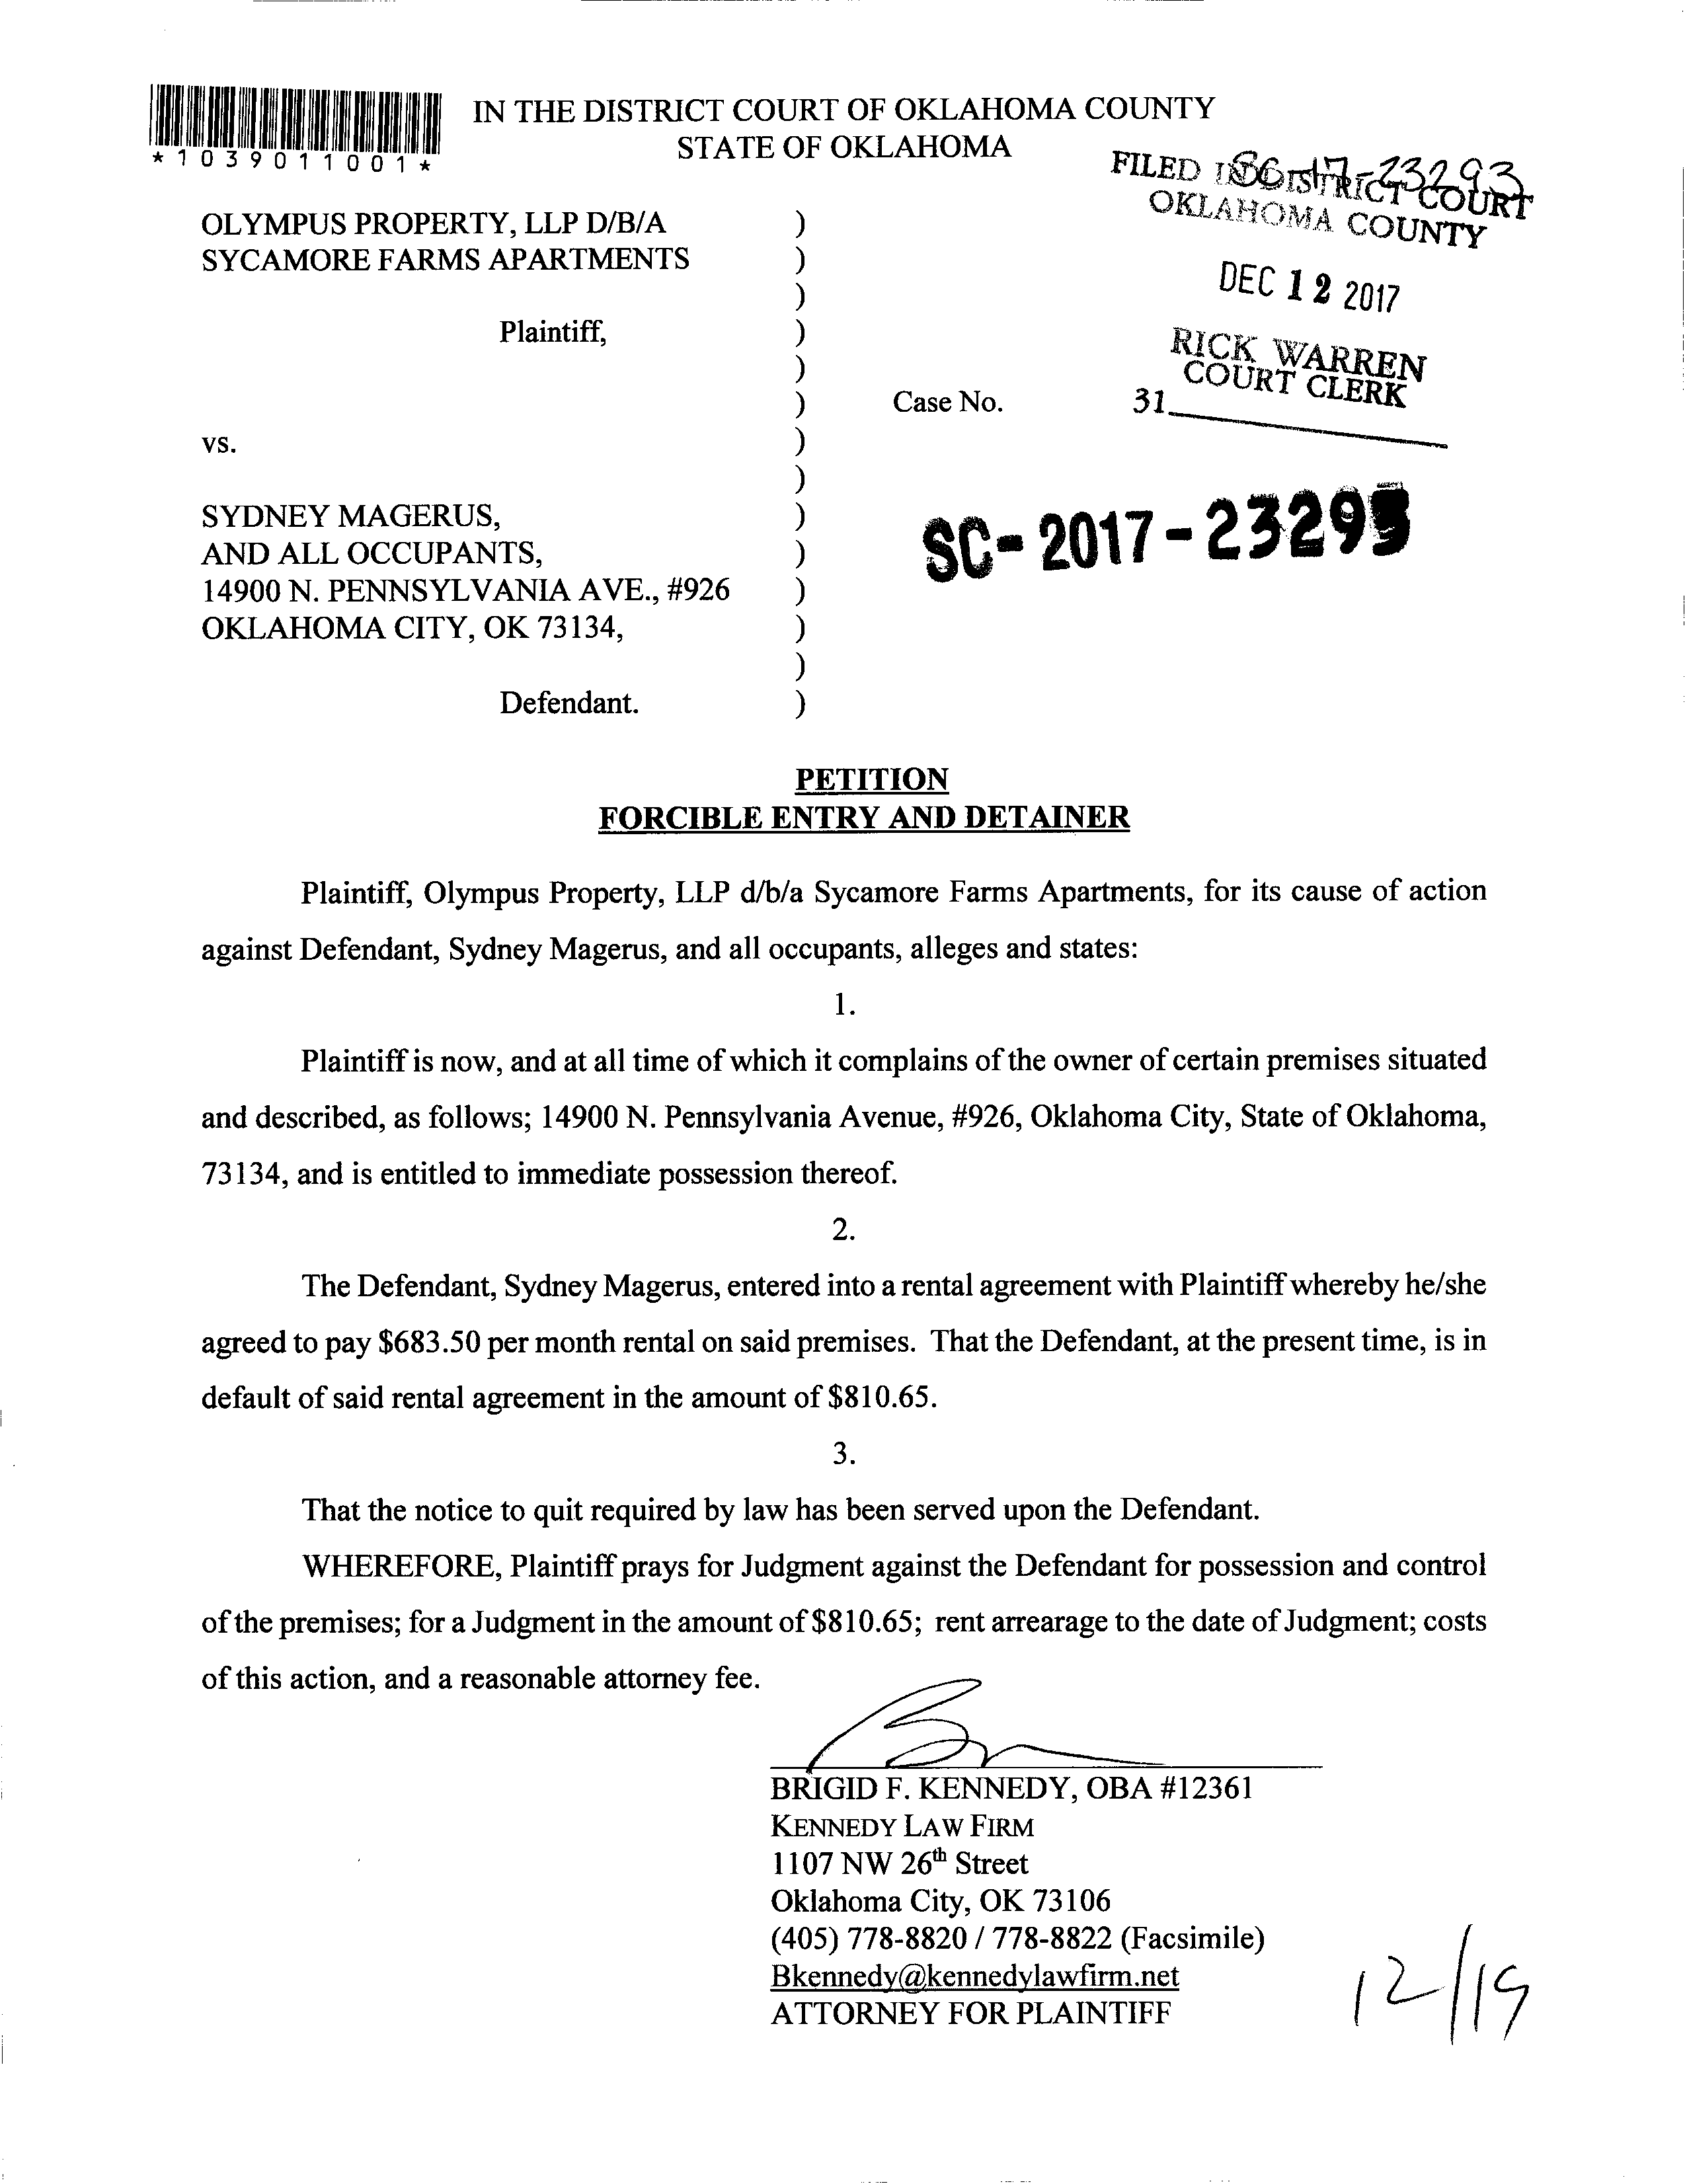 IN THE DISTRICT COURT OF OKLAHOMA COUNTY
STATE OF OKLAHOMA
*1039011001*
FILED IN DISTRICT COURT
OKLAHOMA COUNTY
SC-17-23293
DEC 12 2017
RICK WARREN
COURT CLERK
31
OLYMPUS PROPERTY, LLP D/B/A )
SYCAMORE FARMS APARTMENTS )
)
Plaintiff, )
)
) Case No.
vs. )
)
SYDNEY MAGERUS, )
AND ALL OCCUPANTS, )
14900 N. PENNSYLVANIA AVE., #926 )
OKLAHOMA CITY, OK 73134, )
)
Defendant. )
SC-2017-23293
PETITION
FORCIBLE ENTRY AND DETAINER
Plaintiff, Olympus Property, LLP d/b/a Sycamore Farms Apartments, for its cause of action
against Defendant, Sydney Magerus, and all occupants, alleges and states:
1.
Plaintiff is now, and at all time of which it complains of the owner of certain premises situated
and described, as follows; 14900 N. Pennsylvania Avenue, #926, Oklahoma City, State of Oklahoma,
73134, and is entitled to immediate possession thereof.
2.
The Defendant, Sydney Magerus, entered into a rental agreement with Plaintiff whereby he/she
agreed to pay $683.50 per month rental on said premises. That the Defendant, at the present time, is in
default of said rental agreement in the amount of $810.65.
3.
That the notice to quit required by law has been served upon the Defendant.
WHEREFORE, Plaintiff prays for Judgment against the Defendant for possession and control
of the premises; for a Judgment in the amount of $810.65; rent arrearage to the date of Judgment; costs
of this action, and a reasonable attorney fee.
BRIGID F. KENNEDY, OBA #12361
KENNEDY LAW FIRM
1107 NW 26th Street
Oklahoma City, OK 73106
(405) 778-8820 / 778-8822 (Facsimile)
Bkennedy@kennedylawfirm.net
ATTORNEY FOR PLAINTIFF
12/19